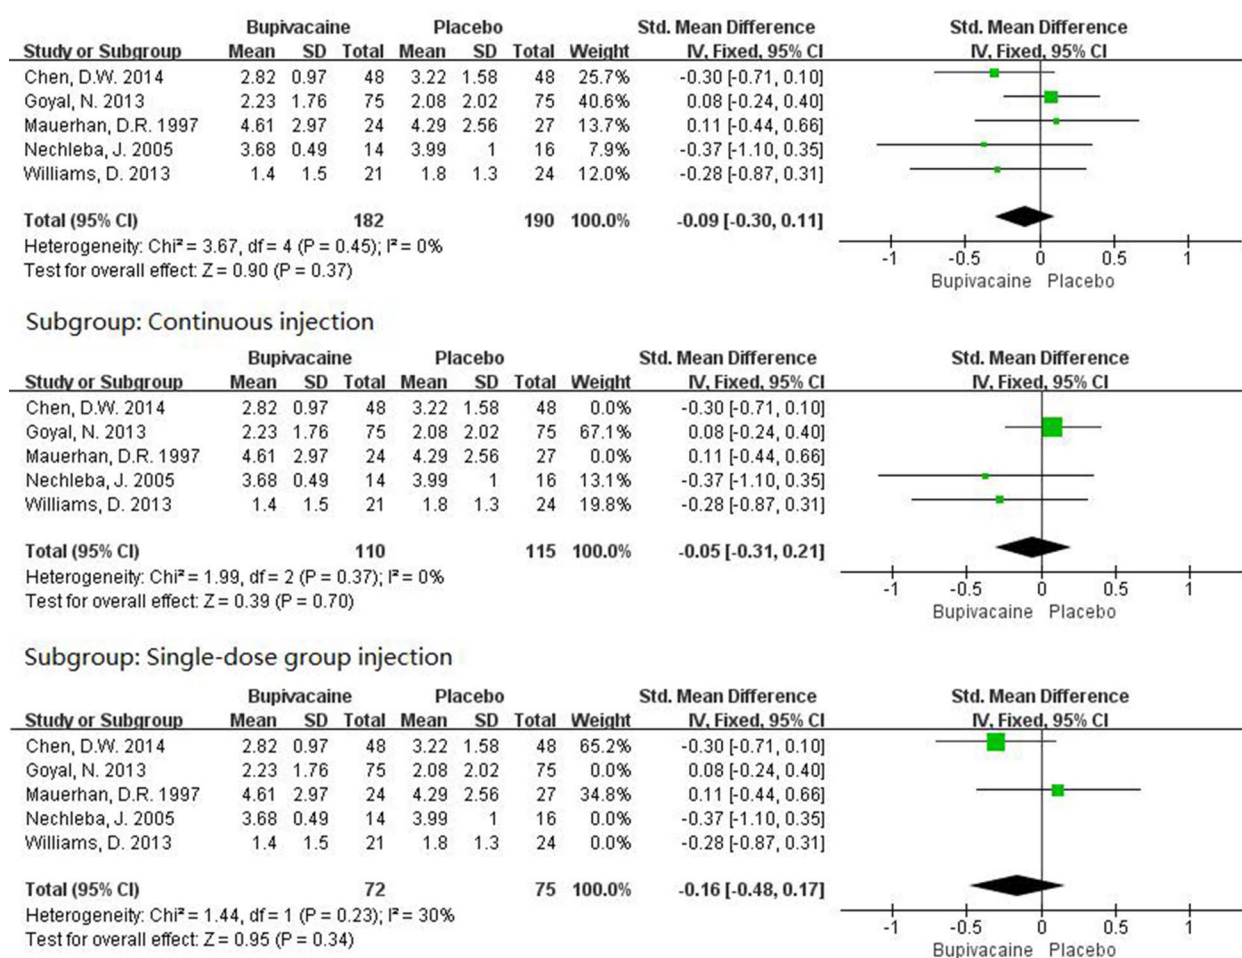 Bupivacaine Placebo Std. Mean Difference Std. Mean Difference
Study or Subgroup Mean SD Total Mean SD Total Weight IV, Fixed, 95% CI IV, Fixed, 95% CI
Chen, D.W. 2014 2.82 0.97 48 3.22 1.58 48 25.7% -0.30 [-0.71, 0.10]
Goyal, N. 2013 2.23 1.76 75 2.08 2.02 75 40.6% 0.08 [-0.24, 0.40]
Mauerhan, D.R. 1997 4.61 2.97 24 4.29 2.56 27 13.7% 0.11 [-0.44, 0.66]
Nechleba, J. 2005 3.68 0.49 14 3.99 1 16 7.9% -0.37 [-1.10, 0.35]
Williams, D. 2013 1.4 1.5 21 1.8 1.3 24 12.0% -0.28 [-0.87, 0.31]
Total (95% CI) 182 190 100.0% -0.09 [-0.30, 0.11]
Heterogeneity: Chi² = 3.67, df = 4 (P = 0.45); I² = 0%
Test for overall effect: Z = 0.90 (P = 0.37)
-1 -0.5 0 0.5 1
Bupivacaine Placebo
Subgroup: Continuous injection
Bupivacaine Placebo Std. Mean Difference Std. Mean Difference
Study or Subgroup Mean SD Total Mean SD Total Weight IV, Fixed, 95% CI IV, Fixed, 95% CI
Chen, D.W. 2014 2.82 0.97 48 3.22 1.58 48 0.0% -0.30 [-0.71, 0.10]
Goyal, N. 2013 2.23 1.76 75 2.08 2.02 75 67.1% 0.08 [-0.24, 0.40]
Mauerhan, D.R. 1997 4.61 2.97 24 4.29 2.56 27 0.0% 0.11 [-0.44, 0.66]
Nechleba, J. 2005 3.68 0.49 14 3.99 1 16 13.1% -0.37 [-1.10, 0.35]
Williams, D. 2013 1.4 1.5 21 1.8 1.3 24 19.8% -0.28 [-0.87, 0.31]
Total (95% CI) 110 115 100.0% -0.05 [-0.31, 0.21]
Heterogeneity: Chi² = 1.99, df = 2 (P = 0.37); I² = 0%
Test for overall effect: Z = 0.39 (P = 0.70)
-1 -0.5 0 0.5 1
Bupivacaine Placebo
Subgroup: Single-dose group injection
Bupivacaine Placebo Std. Mean Difference Std. Mean Difference
Study or Subgroup Mean SD Total Mean SD Total Weight IV, Fixed, 95% CI IV, Fixed, 95% CI
Chen, D.W. 2014 2.82 0.97 48 3.22 1.58 48 65.2% -0.30 [-0.71, 0.10]
Goyal, N. 2013 2.23 1.76 75 2.08 2.02 75 0.0% 0.08 [-0.24, 0.40]
Mauerhan, D.R. 1997 4.61 2.97 24 4.29 2.56 27 34.8% 0.11 [-0.44, 0.66]
Nechleba, J. 2005 3.68 0.49 14 3.99 1 16 0.0% -0.37 [-1.10, 0.35]
Williams, D. 2013 1.4 1.5 21 1.8 1.3 24 0.0% -0.28 [-0.87, 0.31]
Total (95% CI) 72 75 100.0% -0.16 [-0.48, 0.17]
Heterogeneity: Chi² = 1.44, df = 1 (P = 0.23); I² = 30%
Test for overall effect: Z = 0.95 (P = 0.34)
-1 -0.5 0 0.5 1
Bupivacaine Placebo